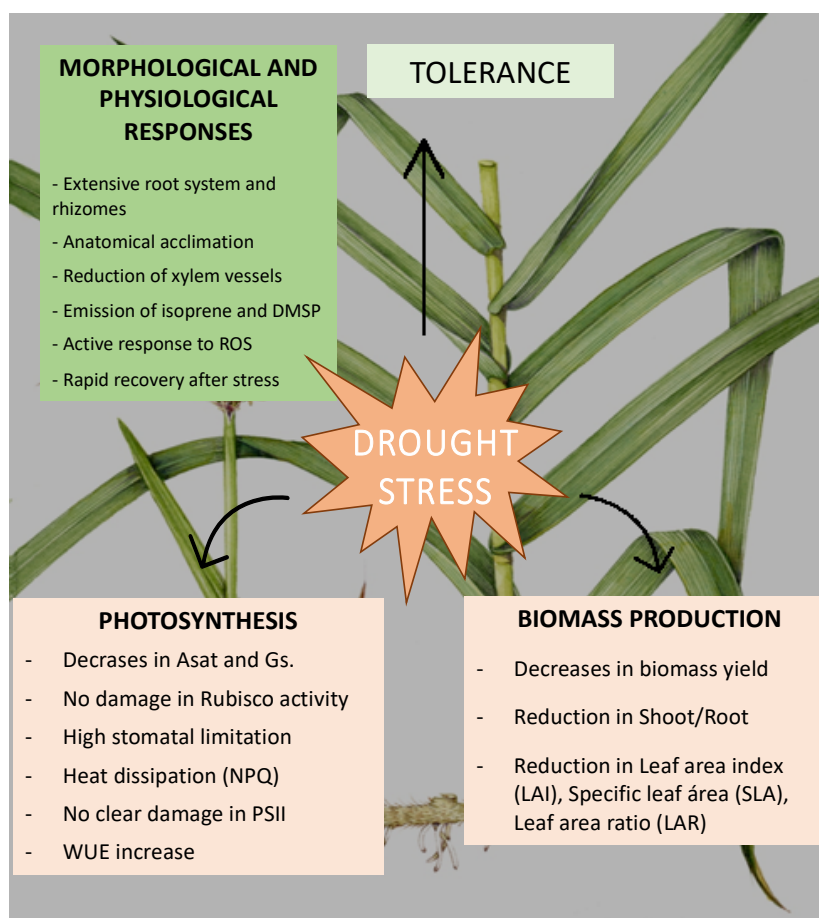 MORPHOLOGICAL AND
PHYSIOLOGICAL
RESPONSES
- Extensive root system and
rhizomes
- Anatomical acclimation
- Reduction of xylem vessels
- Emission of isoprene and DMSP
- Active response to ROS
- Rapid recovery after stress
TOLERANCE
DROUGHT
STRESS
PHOTOSYNTHESIS
- Decrases in Asat and Gs.
- No damage in Rubisco activity
- High stomatal limitation
- Heat dissipation (NPQ)
- No clear damage in PSII
- WUE increase
BIOMASS PRODUCTION
- Decreases in biomass yield
- Reduction in Shoot/Root
- Reduction in Leaf area index
(LAI), Specific leaf área (SLA),
Leaf area ratio (LAR)